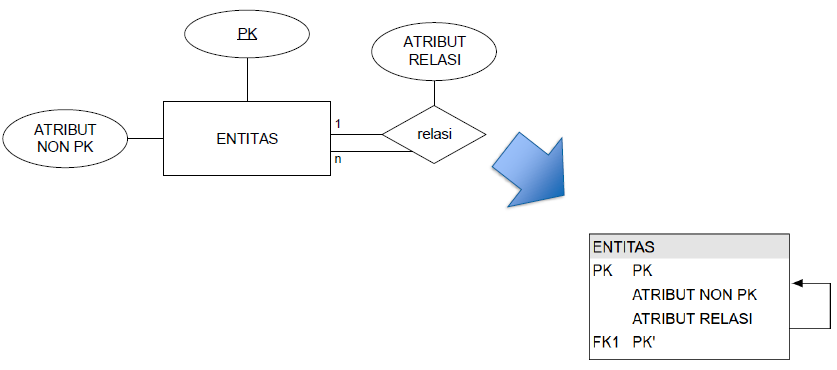 PK
ATRIBUT
RELASI
ATRIBUT
NON PK
ENTITAS
1
n
relasi
ENTITAS
PK PK
ATRIBUT NON PK
ATRIBUT RELASI
FK1 PK'